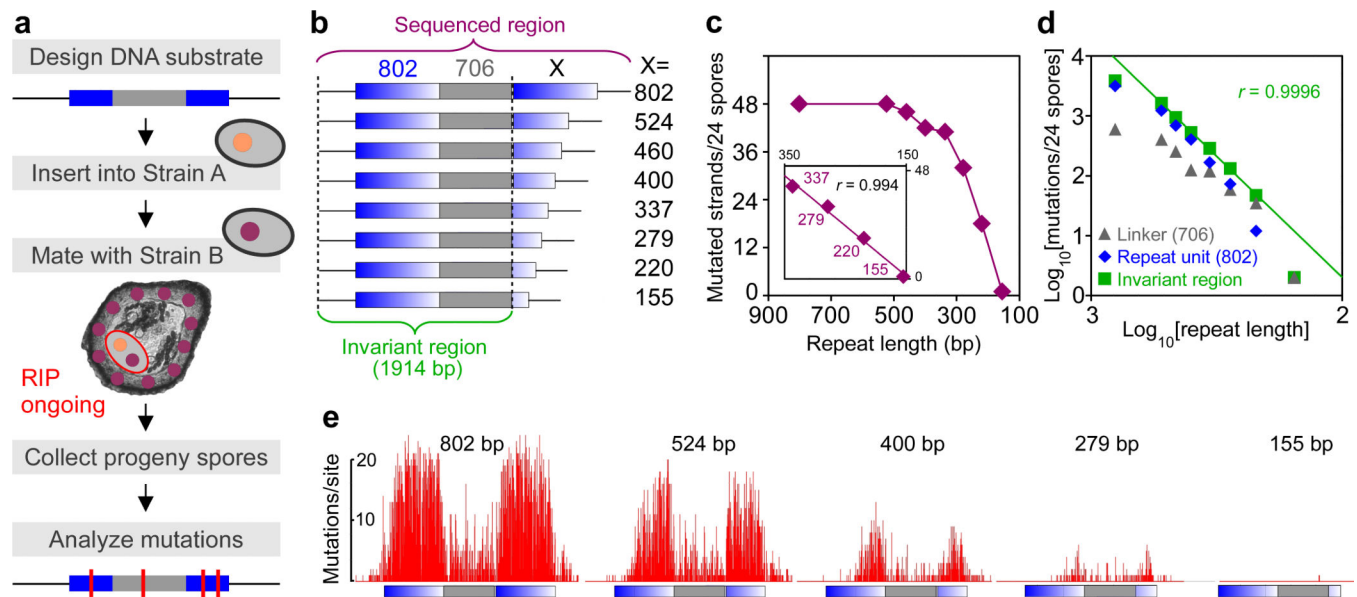 a
Design DNA substrate
Insert into Strain A
Mate with Strain B
RIP
ongoing
Collect progeny spores
Analyze mutations
b
Sequenced region
802 706 X X=
802
524
460
400
337
279
220
155
Invariant region
(1914 bp)
c
Mutated strands/24 spores
48
36
24
12
0
350 150
48
337 r = 0.994
279
220
155
0
900 700 500 300 100
Repeat length (bp)
d
Log10[mutations/24 spores]
4
3
2
1
0
r = 0.9996
Linker (706)
Repeat unit (802)
Invariant region
3 2
Log10[repeat length]
e
Mutations/site
20
10
802 bp 524 bp 400 bp 279 bp 155 bp